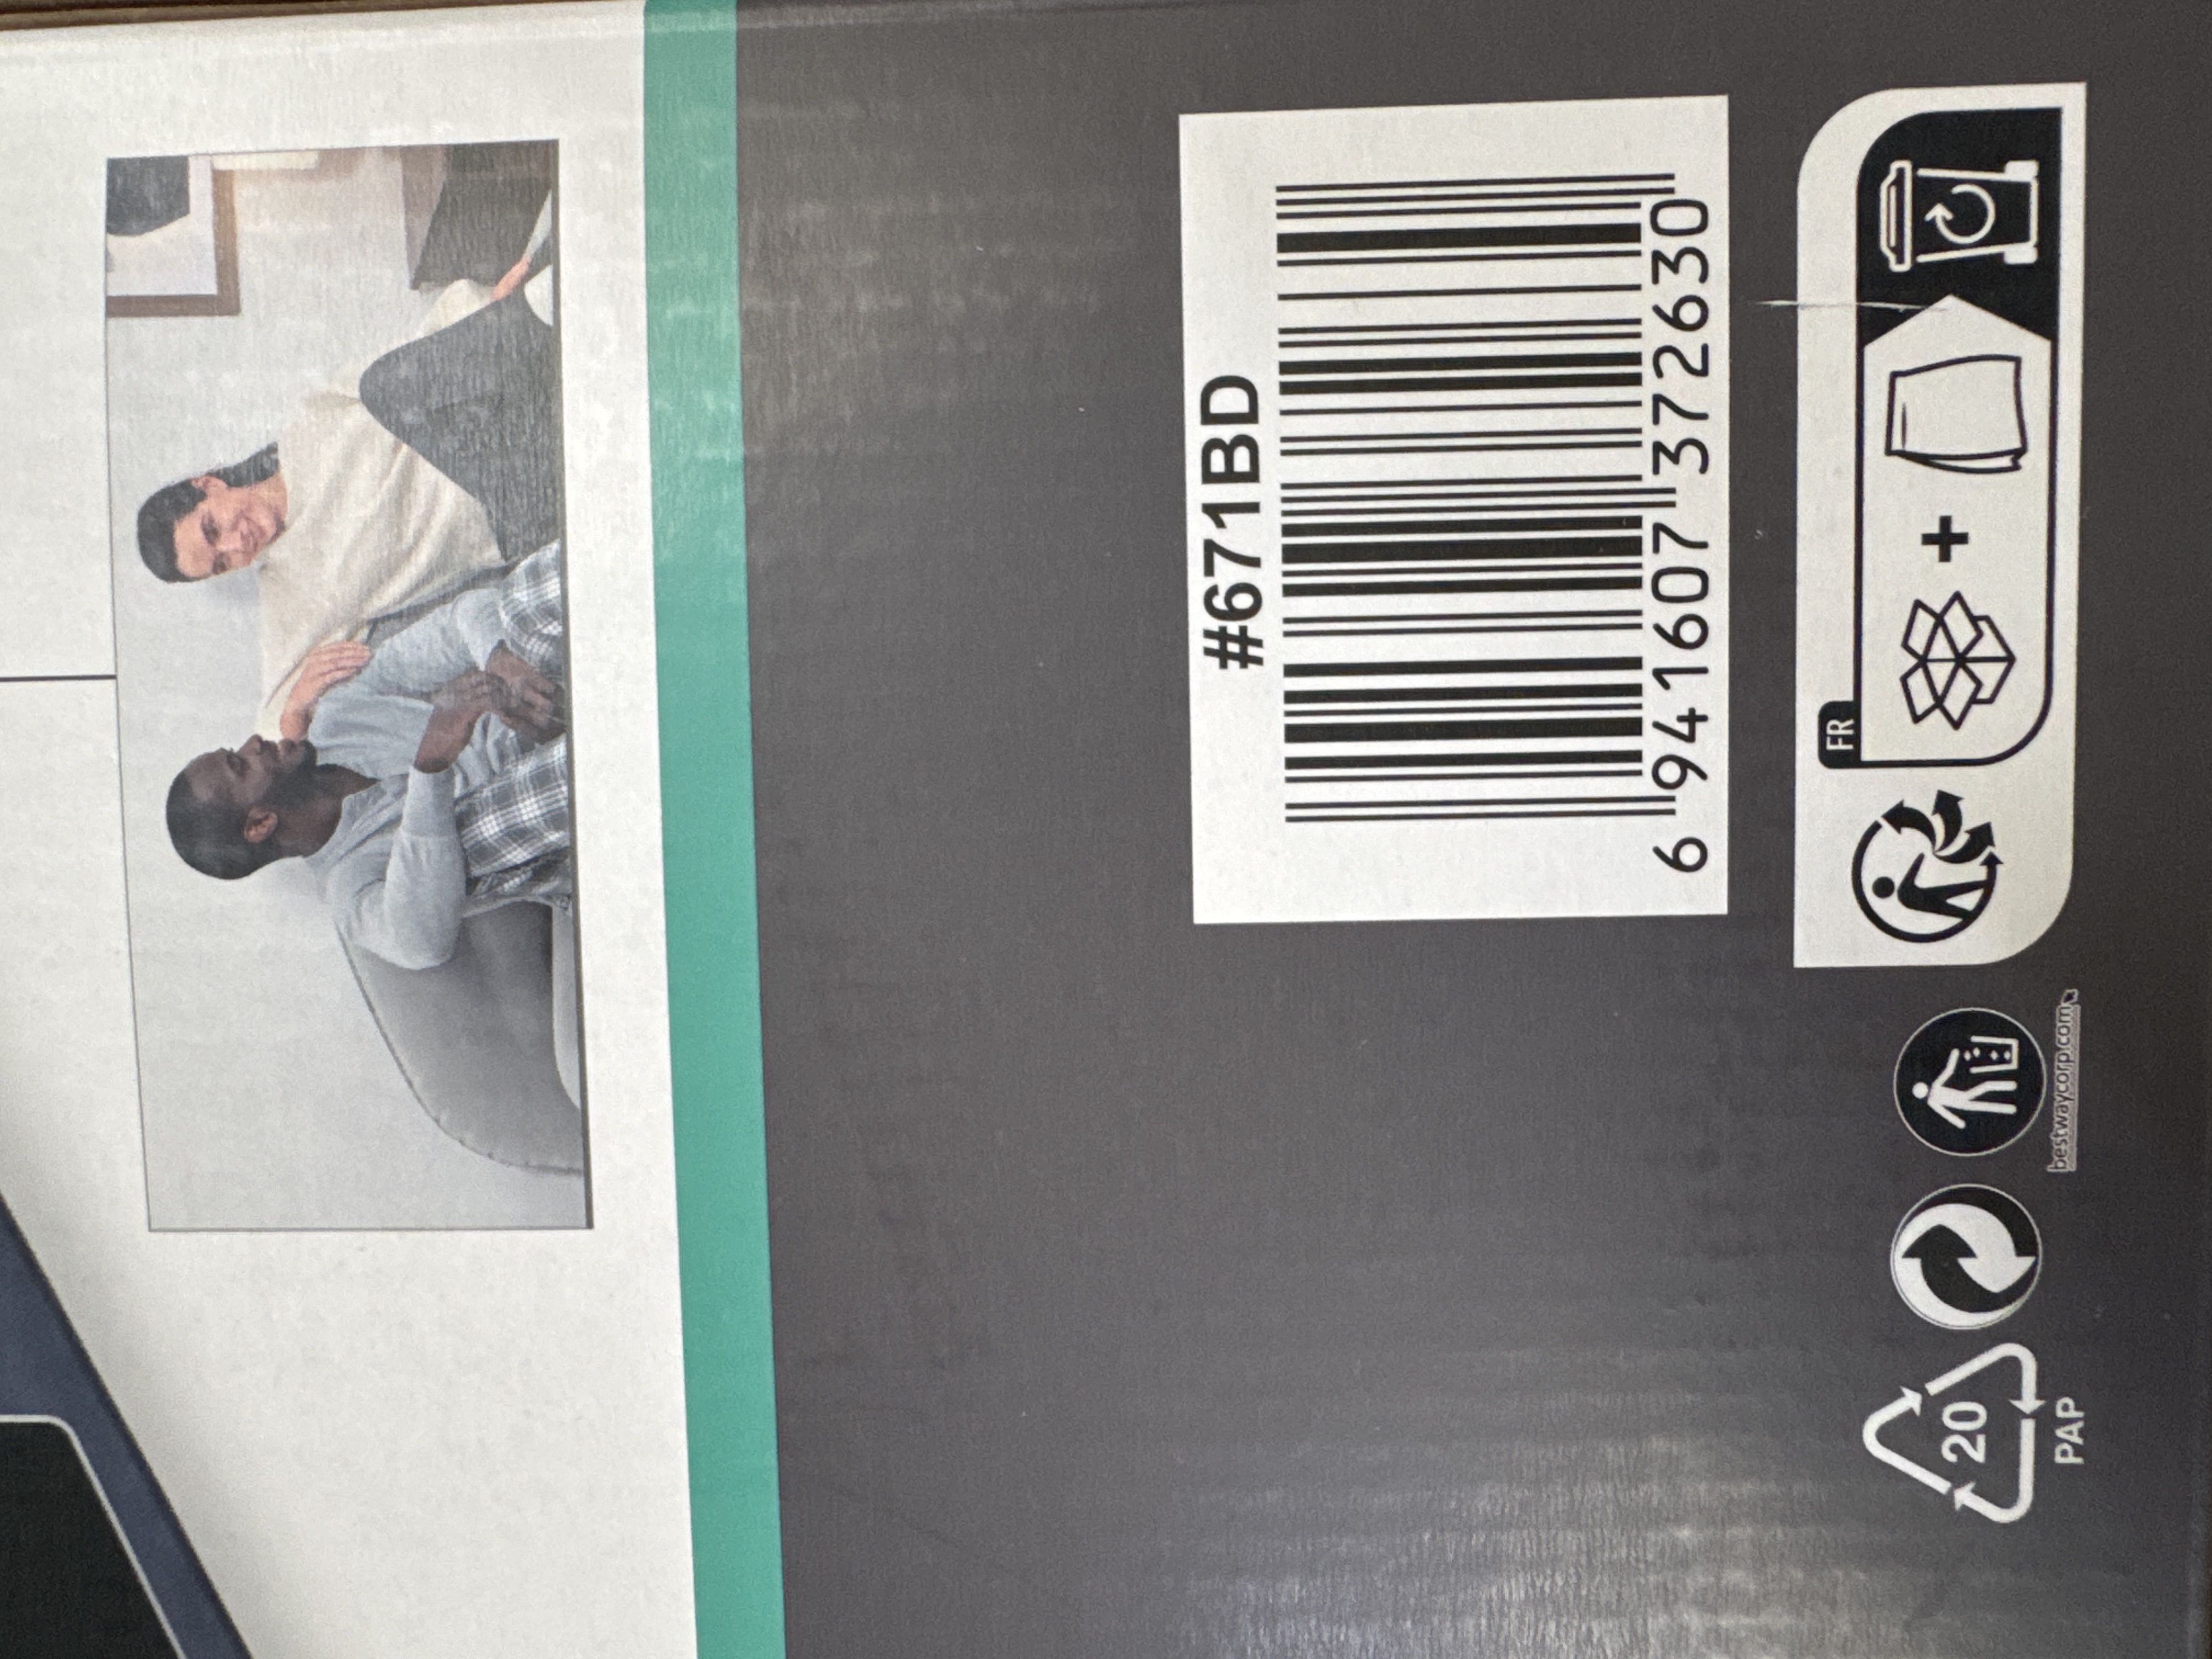 #671BD
6 941607 372630
FR
20
PAP
bestwaycorp.com